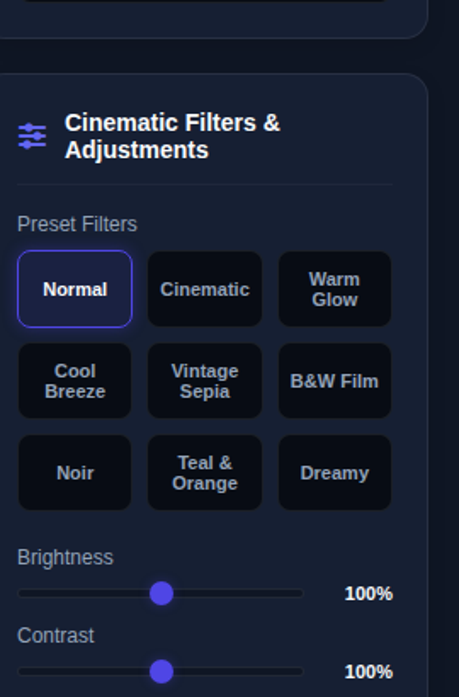 Cinematic Filters &
Adjustments
Preset Filters
Normal
Cinematic
Warm
Glow
Cool
Breeze
Vintage
Sepia
B&W Film
Noir
Teal &
Orange
Dreamy
Brightness
100%
Contrast
100%